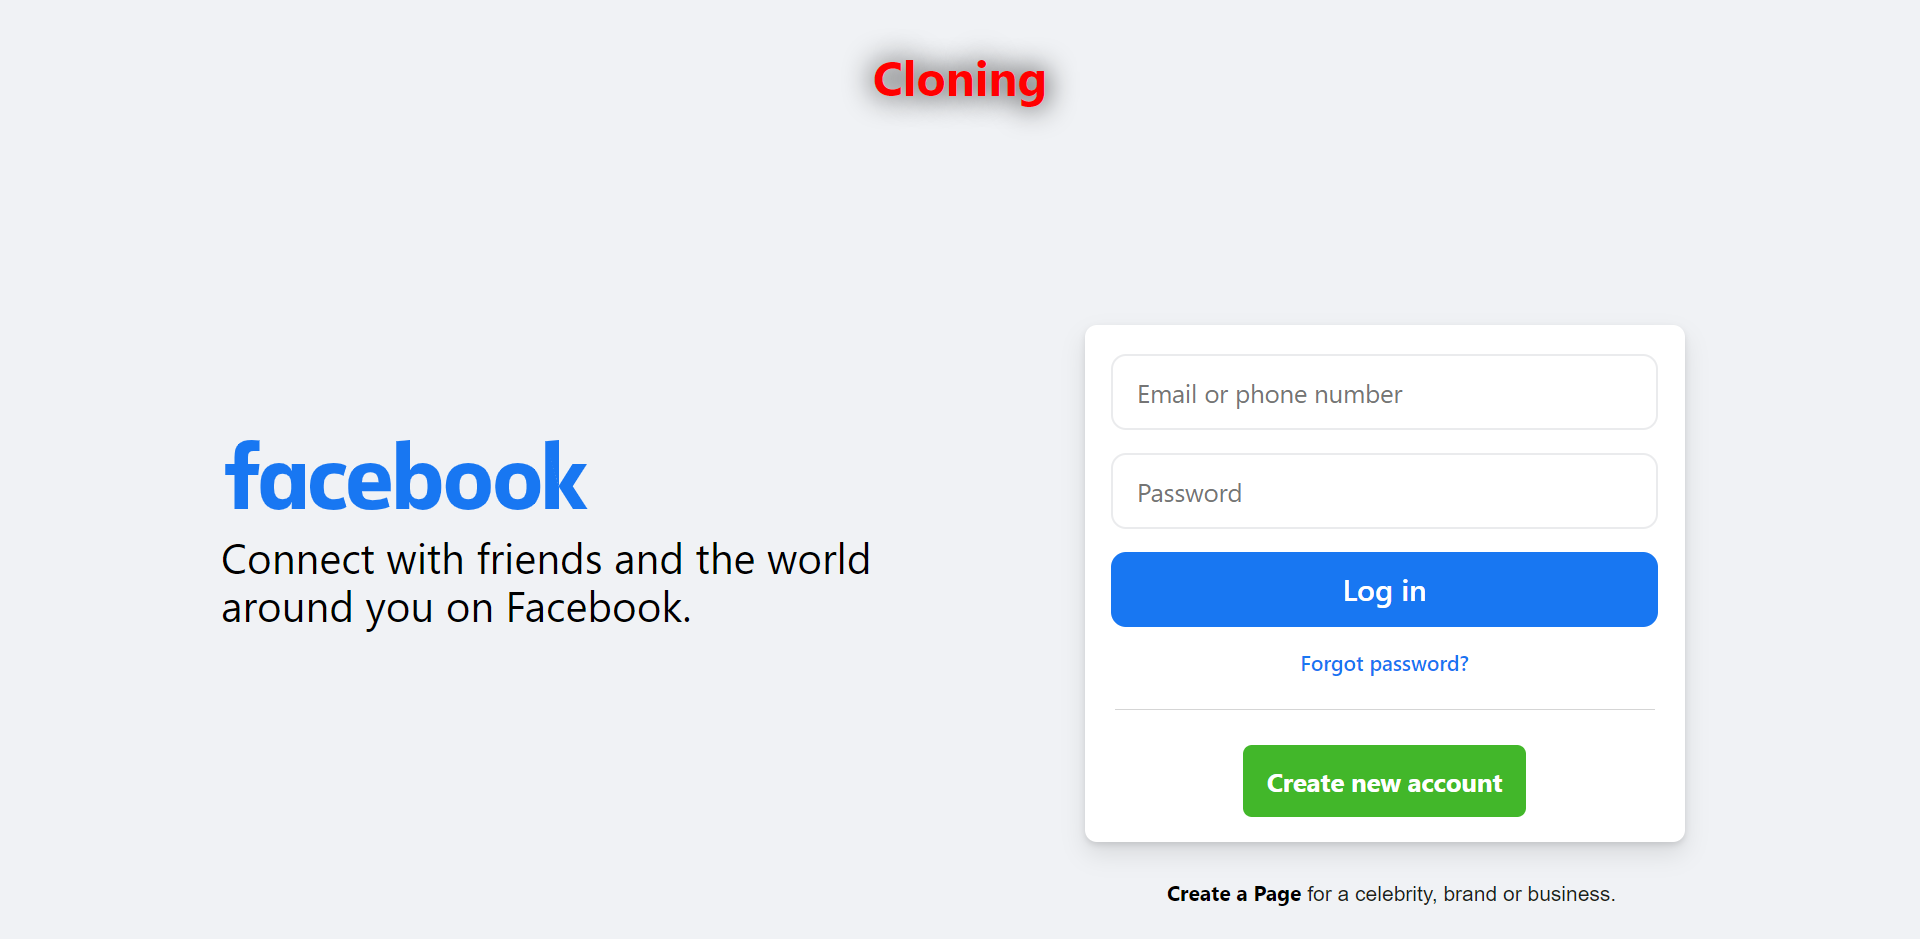 Cloning
facebook
Connect with friends and the world
around you on Facebook.
Email or phone number
Password
Log in
Forgot password?
Create new account
Create a Page for a celebrity, brand or business.